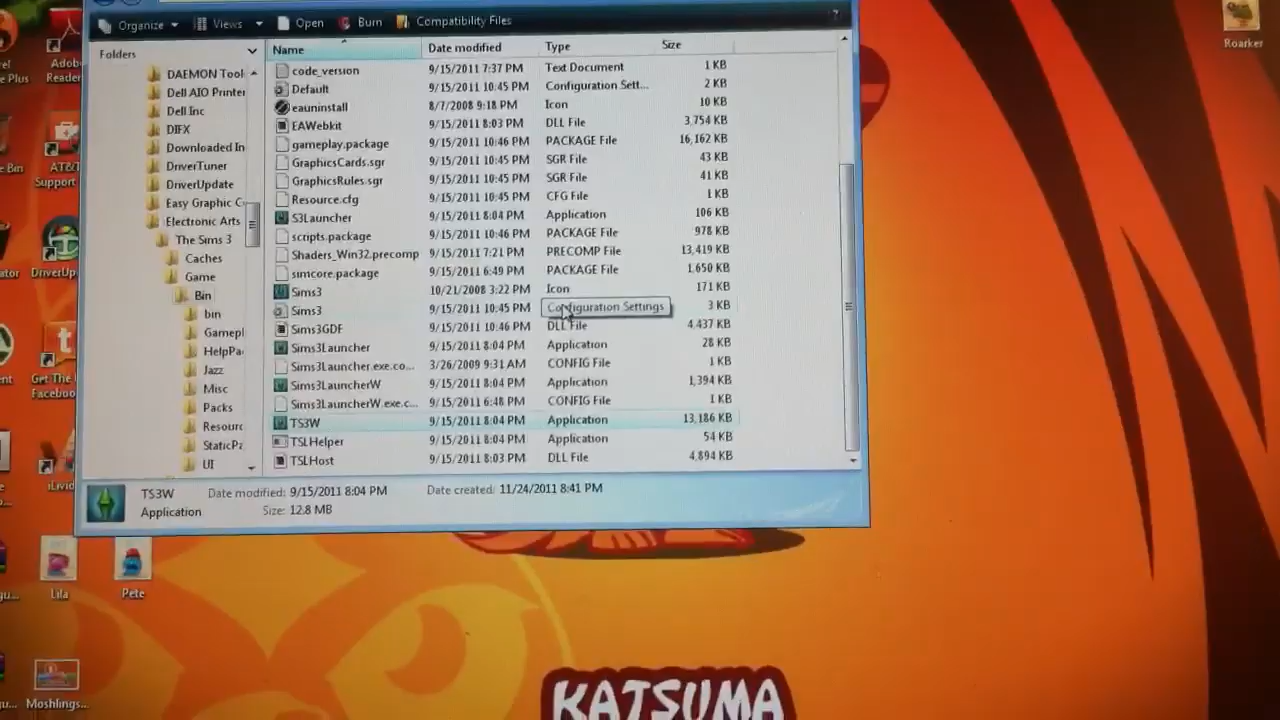 Organize Views Open Burn Compatibility Files
Folders
Name Date modified Type Size
DAEMON Tool
Dell AIO Printer
Dell Inc
DIFX
Downloaded In
DriverTuner
DriverUpdate
Easy Graphic C
Electronic Arts
The Sims 3
Caches
Game
Bin
bin
Gamepl
HelpPa
Jazz
Misc
Packs
Resourc
StaticPa
UI
code_version 9/15/2011 7:37 PM Text Document 1 KB
Default 9/15/2011 10:45 PM Configuration Sett... 2 KB
eauninstall 8/7/2008 9:18 PM Icon 10 KB
EAWebkit 9/15/2011 8:03 PM DLL File 3,754 KB
gameplay.package 9/15/2011 10:46 PM PACKAGE File 16,162 KB
GraphicsCards.sgr 9/15/2011 10:45 PM SGR File 43 KB
GraphicsRules.sgr 9/15/2011 10:45 PM SGR File 41 KB
Resource.cfg 9/15/2011 10:45 PM CFG File 1 KB
S3Launcher 9/15/2011 8:04 PM Application 106 KB
scripts.package 9/15/2011 10:46 PM PACKAGE File 978 KB
Shaders_Win32.precomp 9/15/2011 7:21 PM PRECOMP File 13,419 KB
simcore.package 9/15/2011 6:49 PM PACKAGE File 1,650 KB
Sims3 10/21/2008 3:22 PM Icon 171 KB
Sims3 9/15/2011 10:45 PM Configuration Settings 3 KB
Sims3GDF 9/15/2011 10:46 PM DLL File 4,437 KB
Sims3Launcher 9/15/2011 8:04 PM Application 28 KB
Sims3Launcher.exe.co... 3/26/2009 9:31 AM CONFIG File 1 KB
Sims3LauncherW 9/15/2011 8:04 PM Application 1,394 KB
Sims3LauncherW.exe.c... 9/15/2011 6:48 PM CONFIG File 1 KB
TS3W 9/15/2011 8:04 PM Application 13,186 KB
TSLHelper 9/15/2011 8:04 PM Application 54 KB
TSLHost 9/15/2011 8:03 PM DLL File 4,894 KB
TS3W Date modified: 9/15/2011 8:04 PM Date created: 11/24/2011 8:41 PM
Application Size: 12.8 MB
Adob
Reader
AT&T
Support
DriverUp
Get The
Faceboo
iLivid
Lila
Pete
Moshlings...
Roarker
KATSUMA